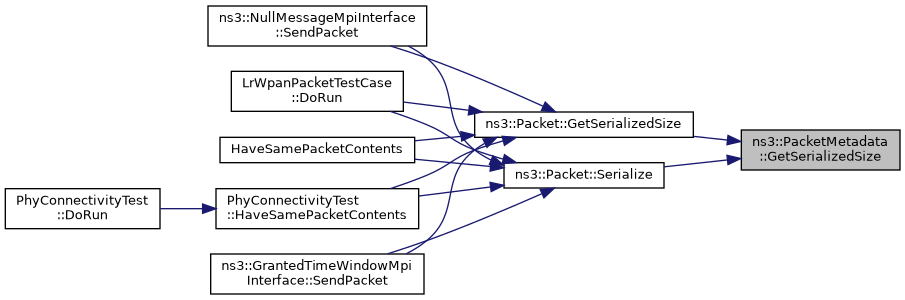 ns3::NullMessageMpiInterface
::SendPacket
LrWpanPacketTestCase
::DoRun
ns3::Packet::GetSerializedSize
ns3::PacketMetadata
::GetSerializedSize
HaveSamePacketContents
ns3::Packet::Serialize
PhyConnectivityTest
::DoRun
PhyConnectivityTest
::HaveSamePacketContents
ns3::GrantedTimeWindowMpi
Interface::SendPacket